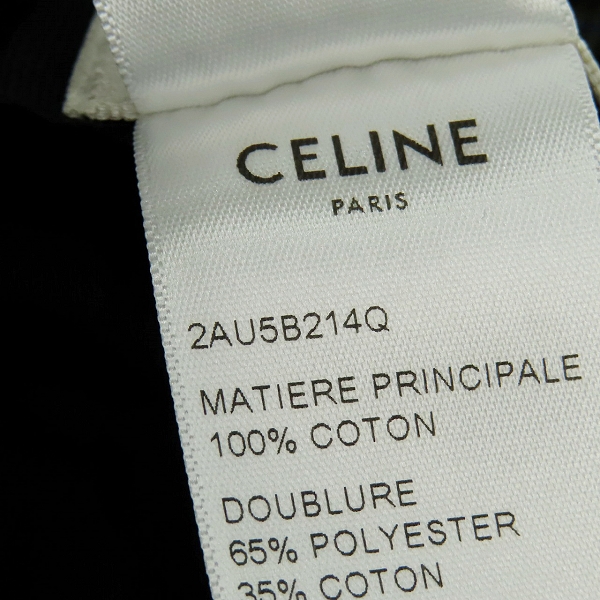 CELINE
PARIS
2AU5B214Q
MATIERE PRINCIPALE
100% COTON
DOUBLURE
65% POLYESTER
35% COTON